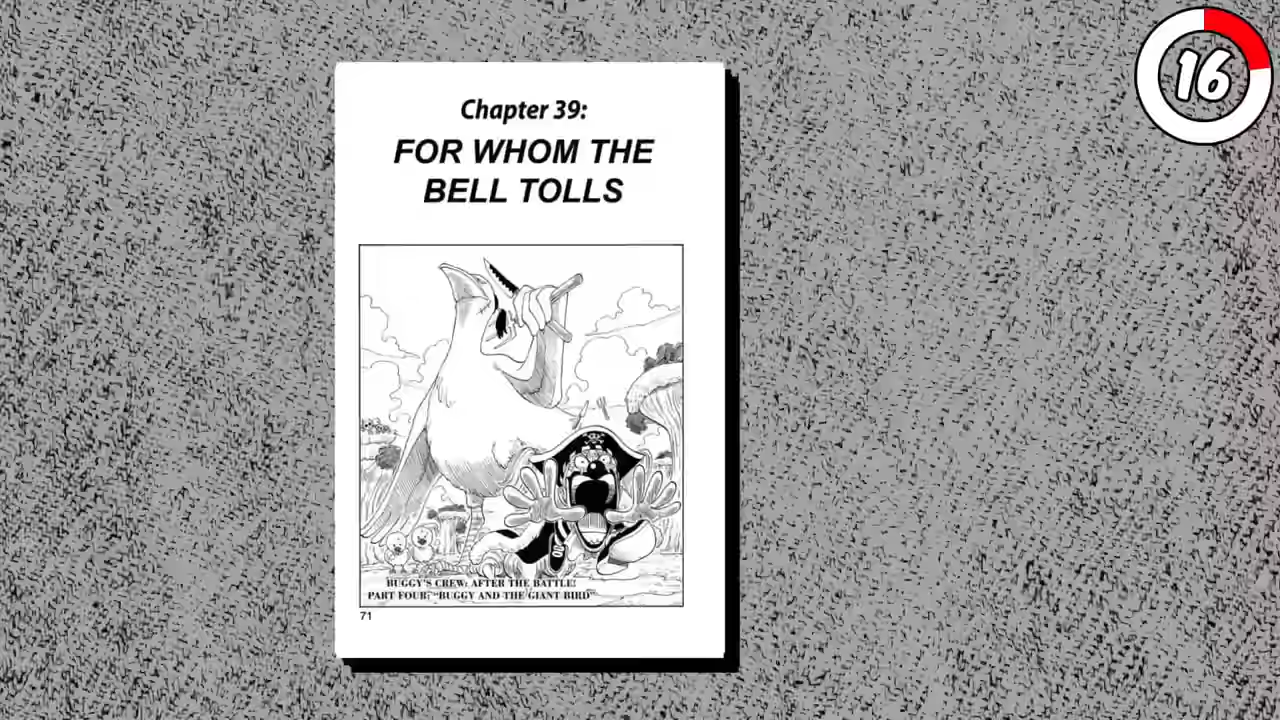 16
Chapter 39:
FOR WHOM THE
BELL TOLLS
BUGGY'S CREW: AFTER THE BATTLE!
PART FOUR: "BUGGY AND THE GIANT BIRD"
71